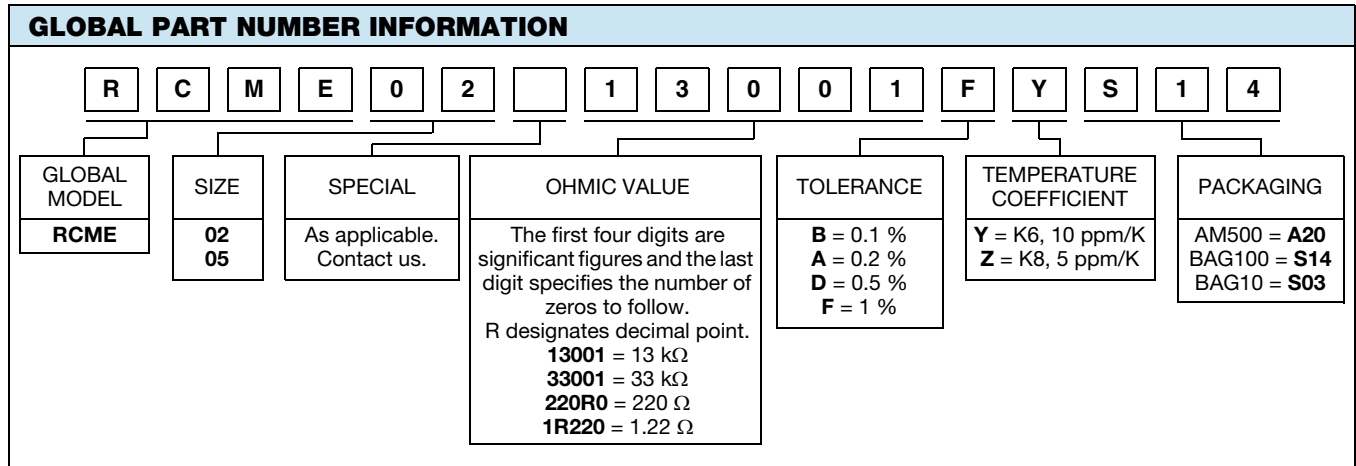 GLOBAL PART NUMBER INFORMATION
R C M E 0 2 1 3 0 0 1 F Y S 1 4
GLOBAL
MODEL
RCME
SIZE
02
05
SPECIAL
As applicable.
Contact us.
OHMIC VALUE
The first four digits are
significant figures and the last
digit specifies the number of
zeros to follow.
R designates decimal point.
13001 = 13 kΩ
33001 = 33 kΩ
220R0 = 220 Ω
1R220 = 1.22 Ω
TOLERANCE
B = 0.1 %
A = 0.2 %
D = 0.5 %
F = 1 %
TEMPERATURE
COEFFICIENT
Y = K6, 10 ppm/K
Z = K8, 5 ppm/K
PACKAGING
AM500 = A20
BAG100 = S14
BAG10 = S03